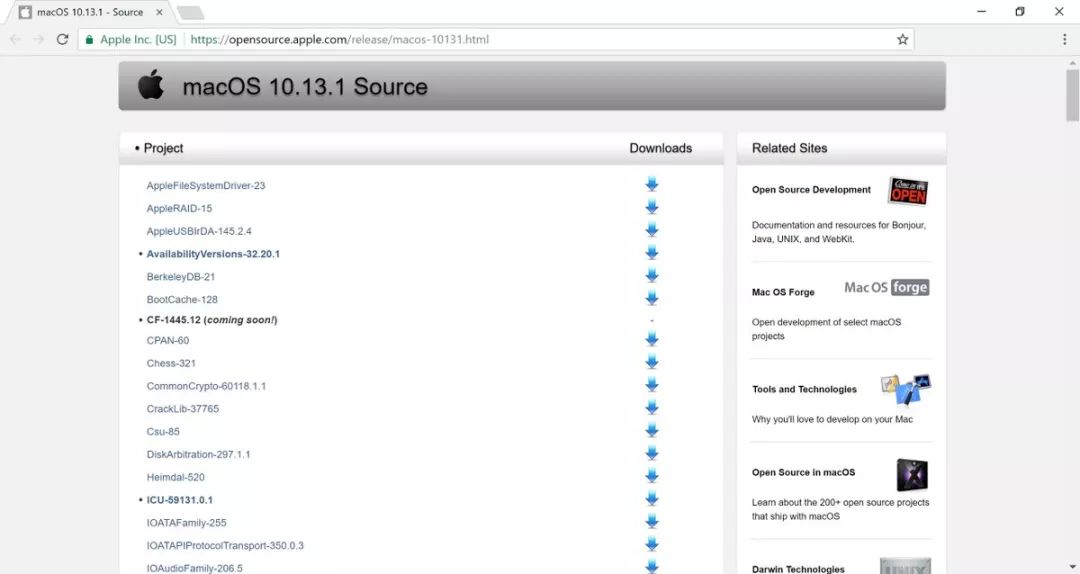 macOS 10.13.1 - Source
Apple Inc. [US] https://opensource.apple.com/release/macos-10131.html
macOS 10.13.1 Source
• Project Downloads
AppleFileSystemDriver-23
AppleRAID-15
AppleUSBIrDA-145.2.4
• AvailabilityVersions-32.20.1
BerkeleyDB-21
BootCache-128
• CF-1445.12 (coming soon!) -
CPAN-60
Chess-321
CommonCrypto-60118.1.1
CrackLib-37765
Csu-85
DiskArbitration-297.1.1
Heimdal-520
• ICU-59131.0.1
IOATAFamily-255
IOATAPIProtocolTransport-350.0.3
IOAudioFamily-206.5
Related Sites
Open Source Development
Come in IT'S
OPEN
Documentation and resources for Bonjour,
Java, UNIX, and WebKit.
Mac OS Forge
Mac OS forge
Open development of select macOS
projects
Tools and Technologies
Why you'll love to develop on your Mac
Open Source in macOS
X
Learn about the 200+ open source projects
that ship with macOS
Darwin Technologies
UNIX